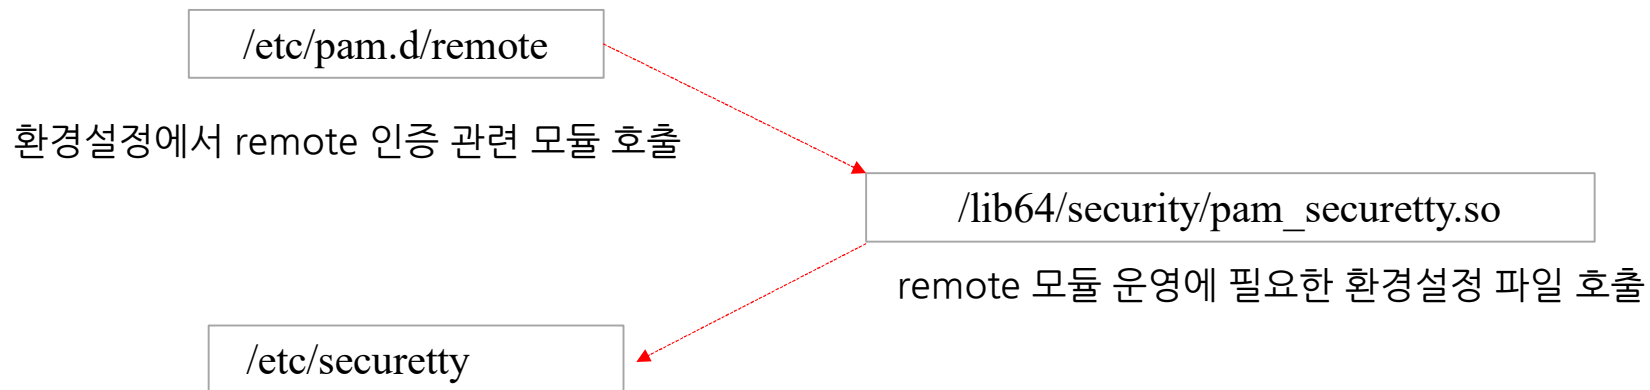 /etc/pam.d/remote
환경설정에서 remote 인증 관련 모듈 호출
/lib64/security/pam_securetty.so
remote 모듈 운영에 필요한 환경설정 파일 호출
/etc/securetty